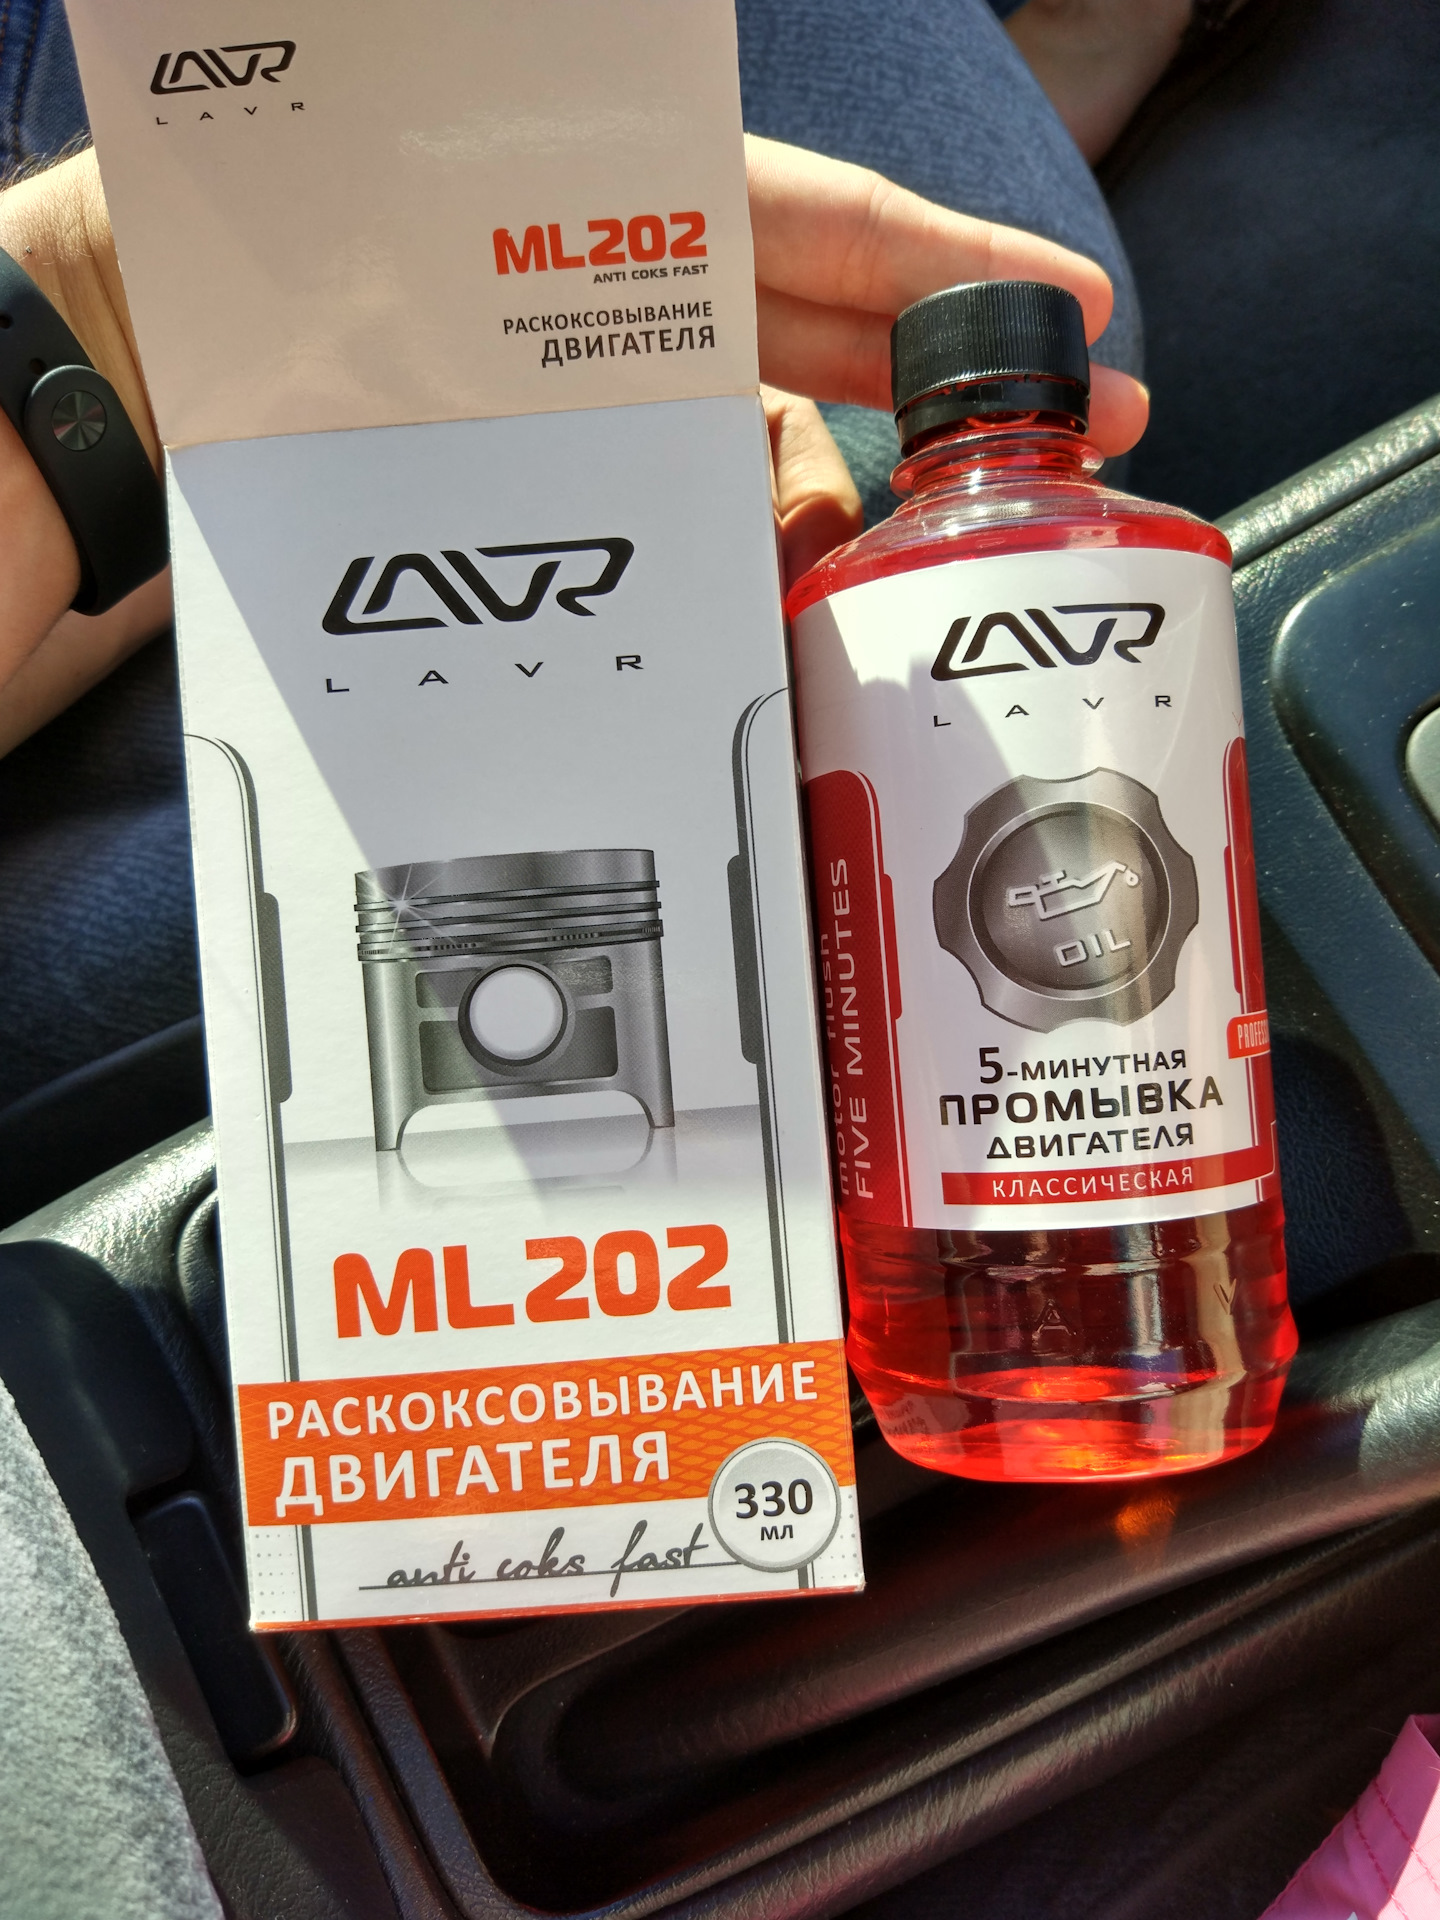 LAVR
LAVR
ML202
ANTI COKS FAST
РАСКОКСОВЫВАНИЕ
ДВИГАТЕЛЯ
LAVR
LAVR
ML202
РАСКОКСОВЫВАНИЕ
ДВИГАТЕЛЯ
330
МЛ
anti coks fast
LAVR
LAVR
OIL
motor flush
FIVE MINUTES
5-МИНУТНАЯ
ПРОМЫВКА
ДВИГАТЕЛЯ
КЛАССИЧЕСКАЯ